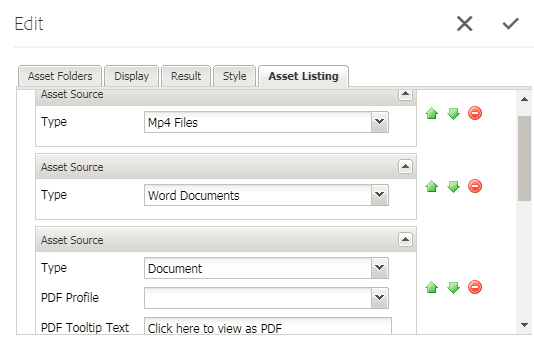 Edit
Asset Folders Display Result Style Asset Listing
Asset Source
Type Mp4 Files
Asset Source
Type Word Documents
Asset Source
Type Document
PDF Profile
PDF Tooltip Text Click here to view as PDF